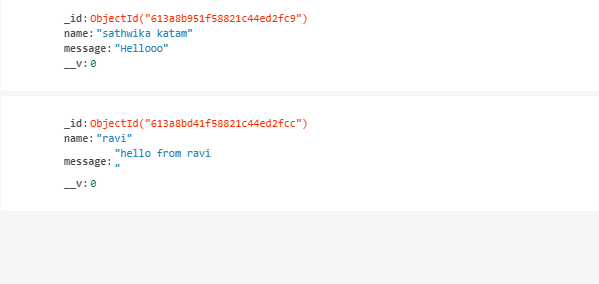 _id: ObjectId("613a8b951f58821c44ed2fc9")
name: "sathwika katam"
message: "Hellooo"
__v: 0
_id: ObjectId("613a8bd41f58821c44ed2fcc")
name: "ravi"
message: "hello from ravi
"
__v: 0